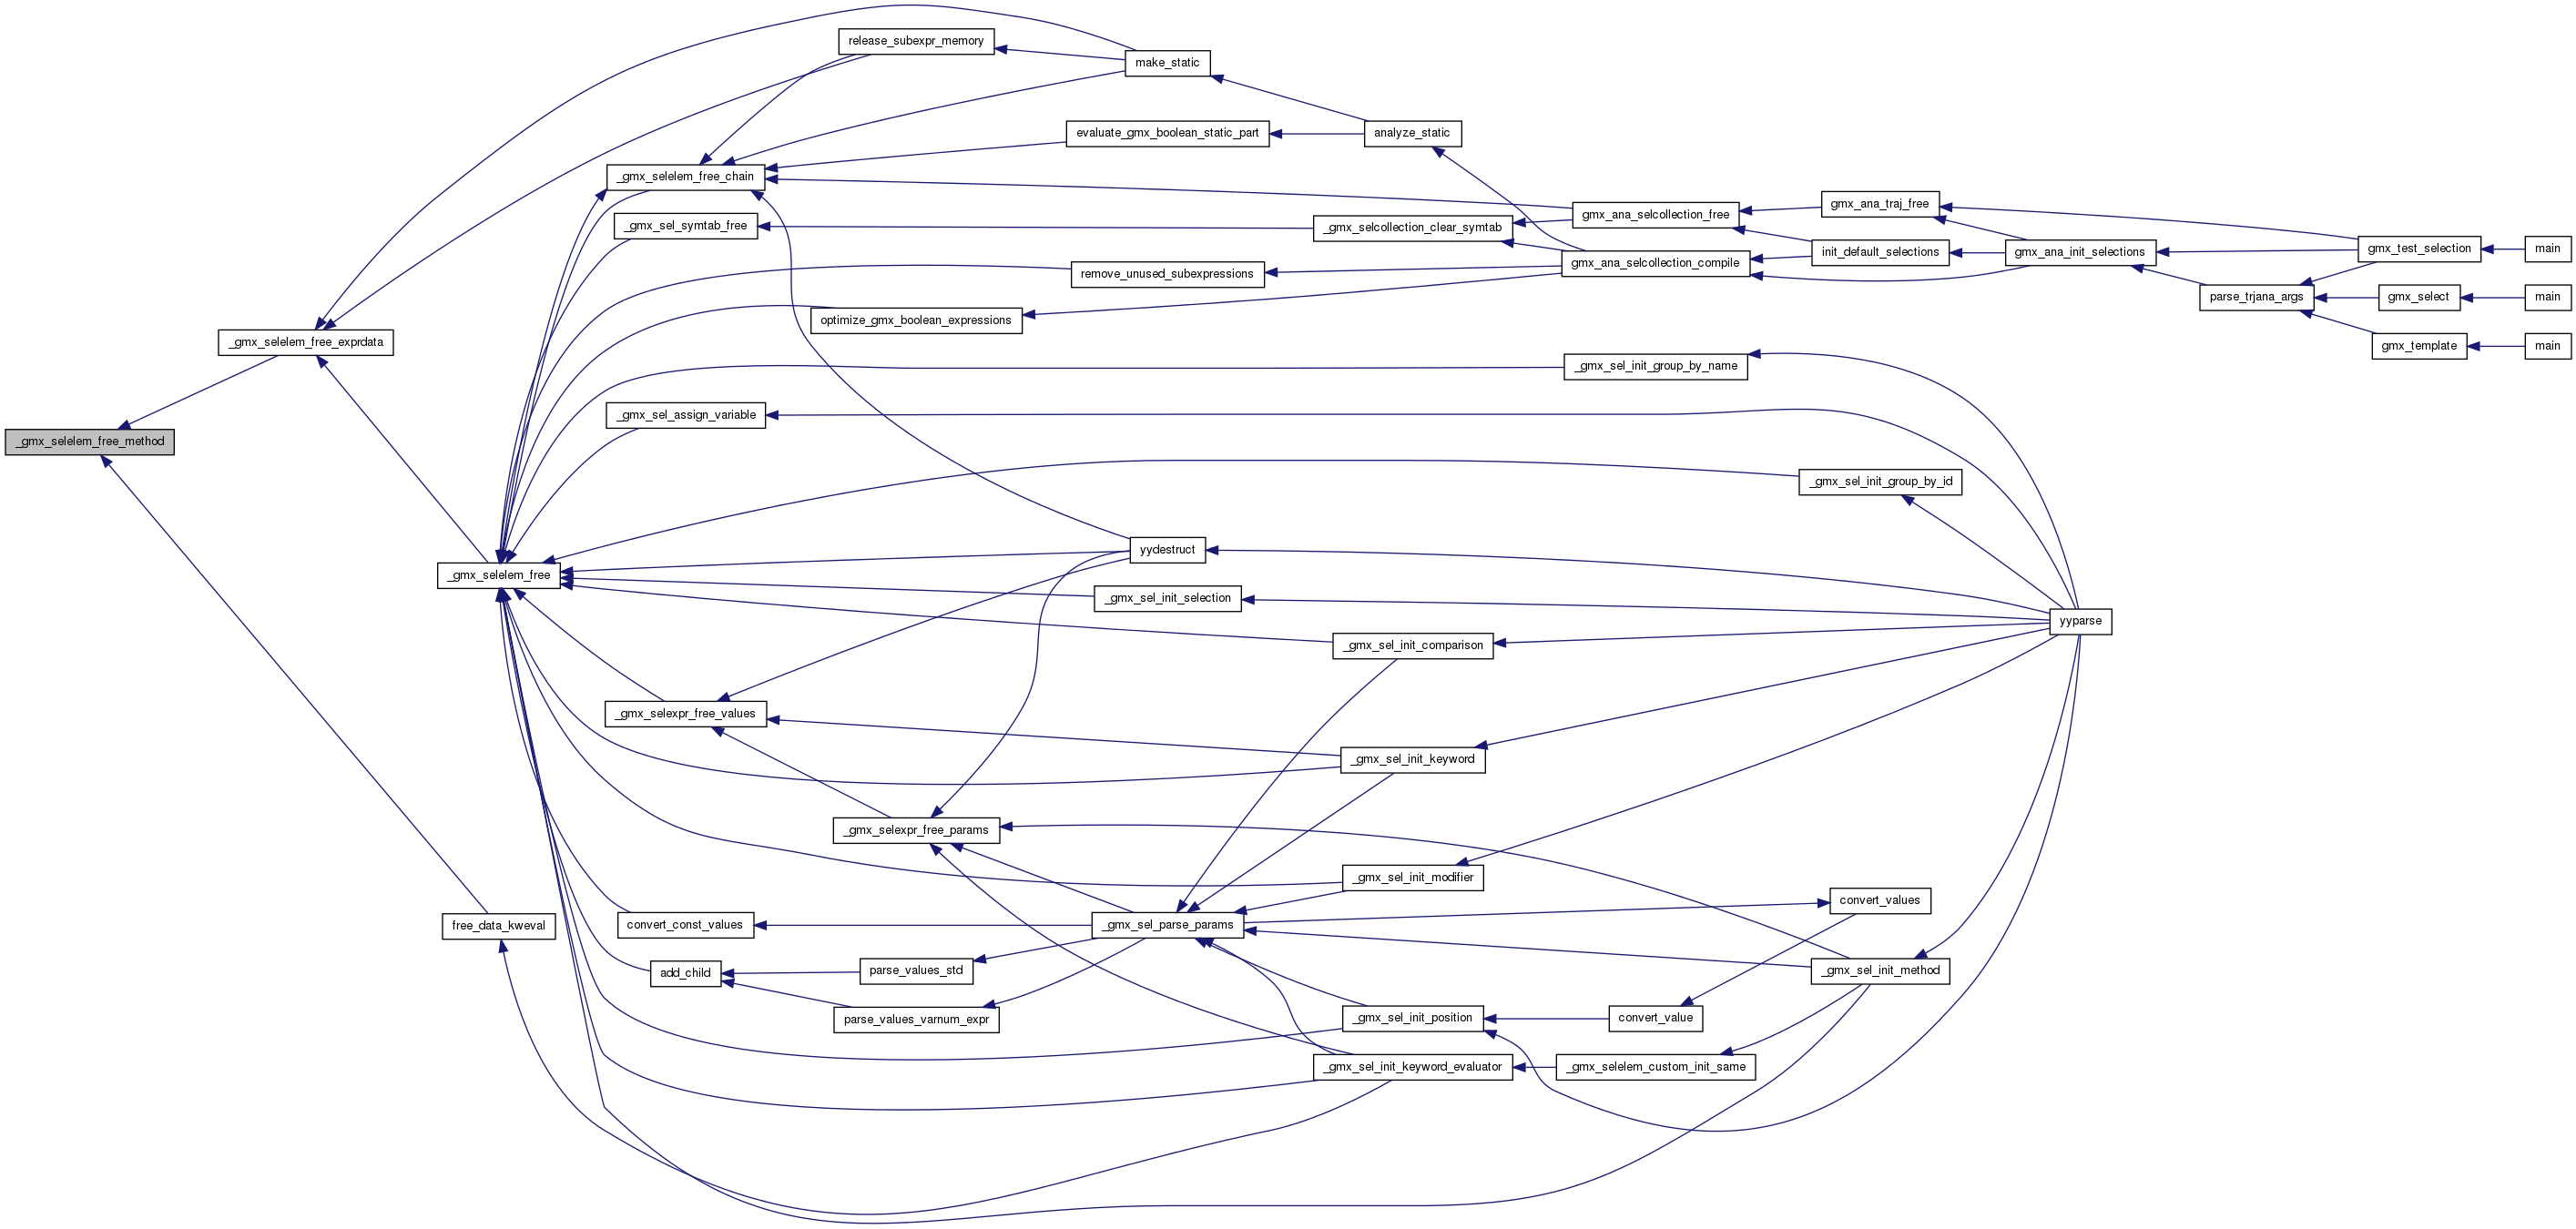 _gmx_selelem_free_method
_gmx_selelem_free_exprdata
_gmx_selelem_free
free_data_kweval
_gmx_selelem_free_chain
_gmx_sel_symtab_free
_gmx_sel_assign_variable
_gmx_selexpr_free_values
convert_const_values
add_child
release_subexpr_memory
optimize_gmx_boolean_expressions
_gmx_selexpr_free_params
parse_values_std
parse_values_varnum_expr
make_static
evaluate_gmx_boolean_static_part
remove_unused_subexpressions
yydestruct
_gmx_sel_init_selection
_gmx_sel_parse_params
analyze_static
_gmx_selcollection_clear_symtab
_gmx_sel_init_comparison
_gmx_sel_init_keyword
_gmx_sel_init_modifier
_gmx_sel_init_position
_gmx_sel_init_keyword_evaluator
gmx_ana_selcollection_free
gmx_ana_selcollection_compile
_gmx_sel_init_group_by_name
convert_value
_gmx_selelem_custom_init_same
gmx_ana_traj_free
init_default_selections
_gmx_sel_init_group_by_id
convert_values
_gmx_sel_init_method
gmx_ana_init_selections
yyparse
parse_trjana_args
gmx_test_selection
gmx_select
gmx_template
main
main
main